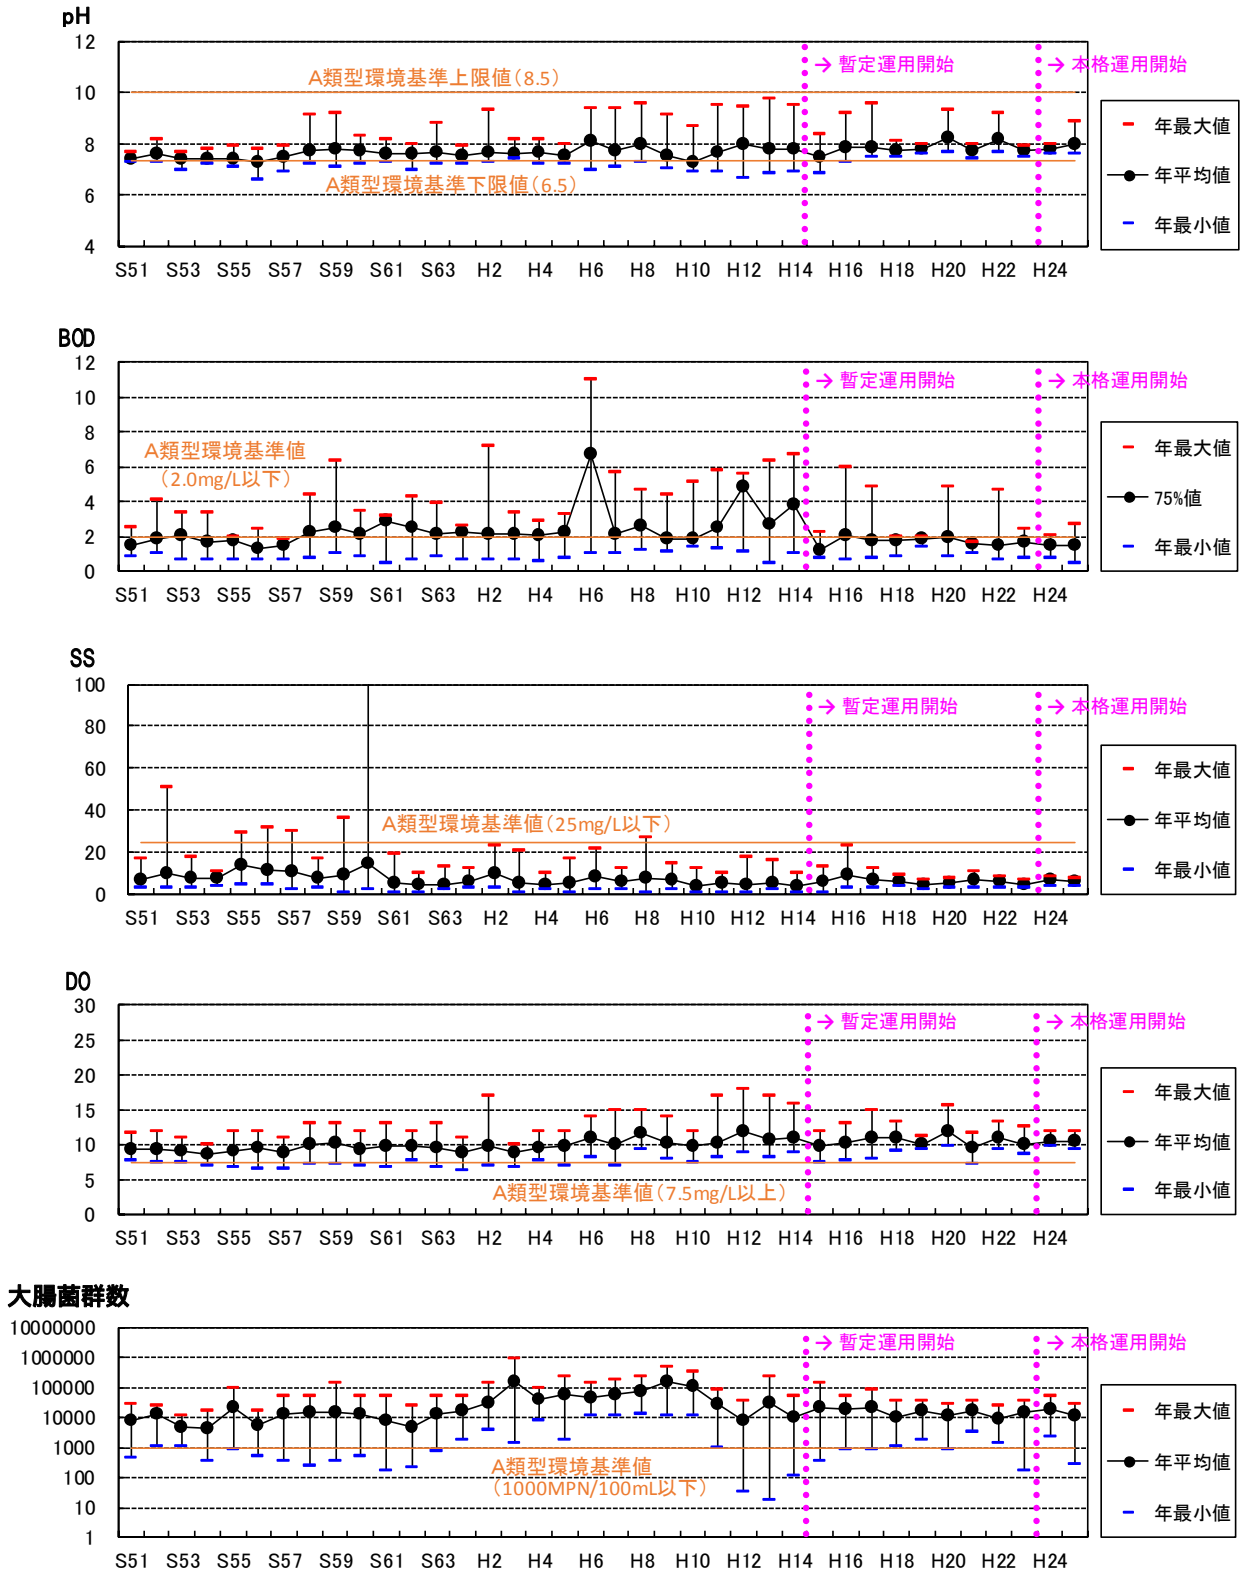 pH
12
10
8
6
4
A類型環境基準上限値(8.5)
A類型環境基準下限値(6.5)
→ 暫定運用開始
→ 本格運用開始
年最大値
年平均値
年最小値
S51 S53 S55 S57 S59 S61 S63 H2 H4 H6 H8 H10 H12 H14 H16 H18 H20 H22 H24
BOD
12
10
8
6
4
2
0
A類型環境基準値
(2.0mg/L以下)
→ 暫定運用開始
→ 本格運用開始
年最大値
75%値
年最小値
S51 S53 S55 S57 S59 S61 S63 H2 H4 H6 H8 H10 H12 H14 H16 H18 H20 H22 H24
SS
100
80
60
40
20
0
A類型環境基準値(25mg/L以下)
→ 暫定運用開始
→ 本格運用開始
年最大値
年平均値
年最小値
S51 S53 S55 S57 S59 S61 S63 H2 H4 H6 H8 H10 H12 H14 H16 H18 H20 H22 H24
DO
30
25
20
15
10
5
0
A類型環境基準値(7.5mg/L以上)
→ 暫定運用開始
→ 本格運用開始
年最大値
年平均値
年最小値
S51 S53 S55 S57 S59 S61 S63 H2 H4 H6 H8 H10 H12 H14 H16 H18 H20 H22 H24
大腸菌群数
10000000
1000000
100000
10000
1000
100
10
1
A類型環境基準値
(1000MPN/100mL以下)
→ 暫定運用開始
→ 本格運用開始
年最大値
年平均値
年最小値
S51 S53 S55 S57 S59 S61 S63 H2 H4 H6 H8 H10 H12 H14 H16 H18 H20 H22 H24